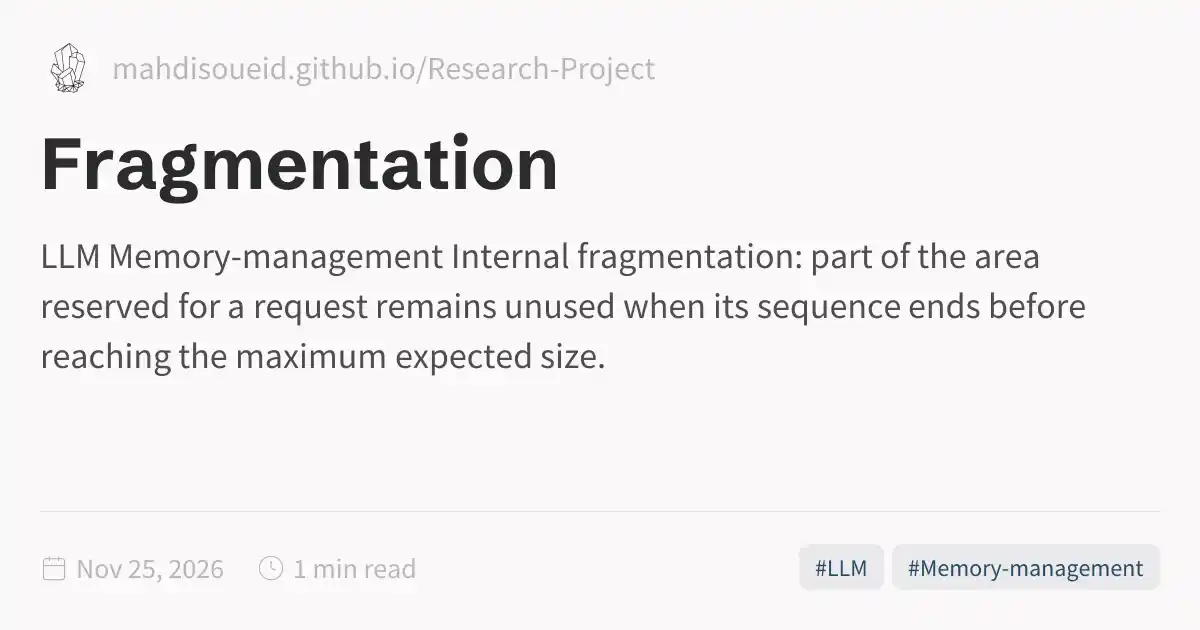 mahdisoueid.github.io/Research-Project
Fragmentation
LLM Memory-management Internal fragmentation: part of the area
reserved for a request remains unused when its sequence ends before
reaching the maximum expected size.
Nov 25, 2026 1 min read #LLM #Memory-management